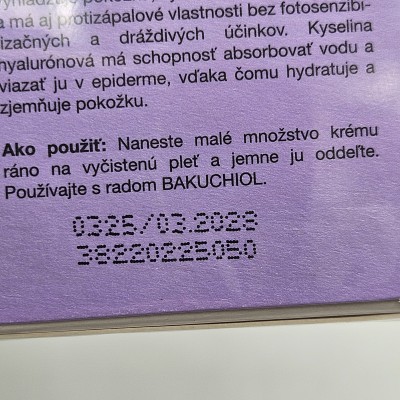 a má aj protizápalové vlastnosti bez fotosenzibi-
izačných a dráždivých účinkov. Kyselina
hyalurónová má schopnosť absorbovať vodu a
viazať ju v epiderme, vďaka čomu hydratuje a
zjemňuje pokožku.
Ako použiť: Naneste malé množstvo krému
ráno na vyčistenú pleť a jemne ju oddeľte.
Používajte s radom BAKUCHIOL.
0325/03.2028
38220225050